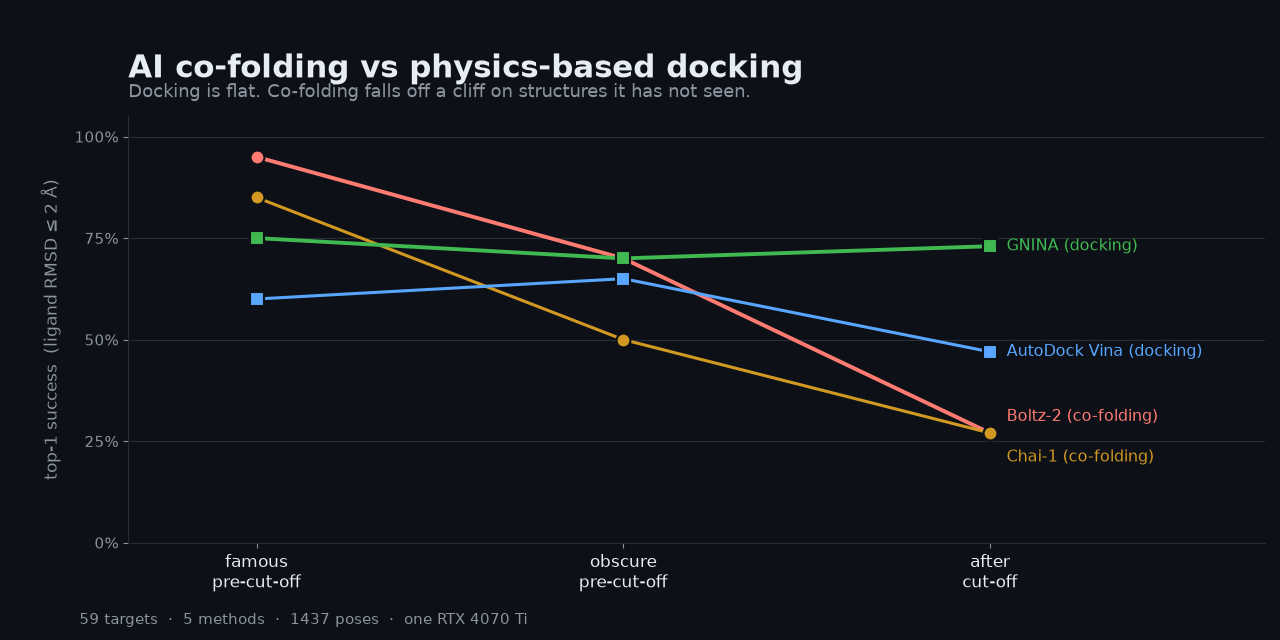 AI co-folding vs physics-based docking
Docking is flat. Co-folding falls off a cliff on structures it has not seen.
top-1 success (ligand RMSD ≤ 2 Å)
100%
75%
50%
25%
0%
GNINA (docking)
AutoDock Vina (docking)
Boltz-2 (co-folding)
Chai-1 (co-folding)
famous
pre-cut-off
obscure
pre-cut-off
after
cut-off
59 targets · 5 methods · 1437 poses · one RTX 4070 Ti